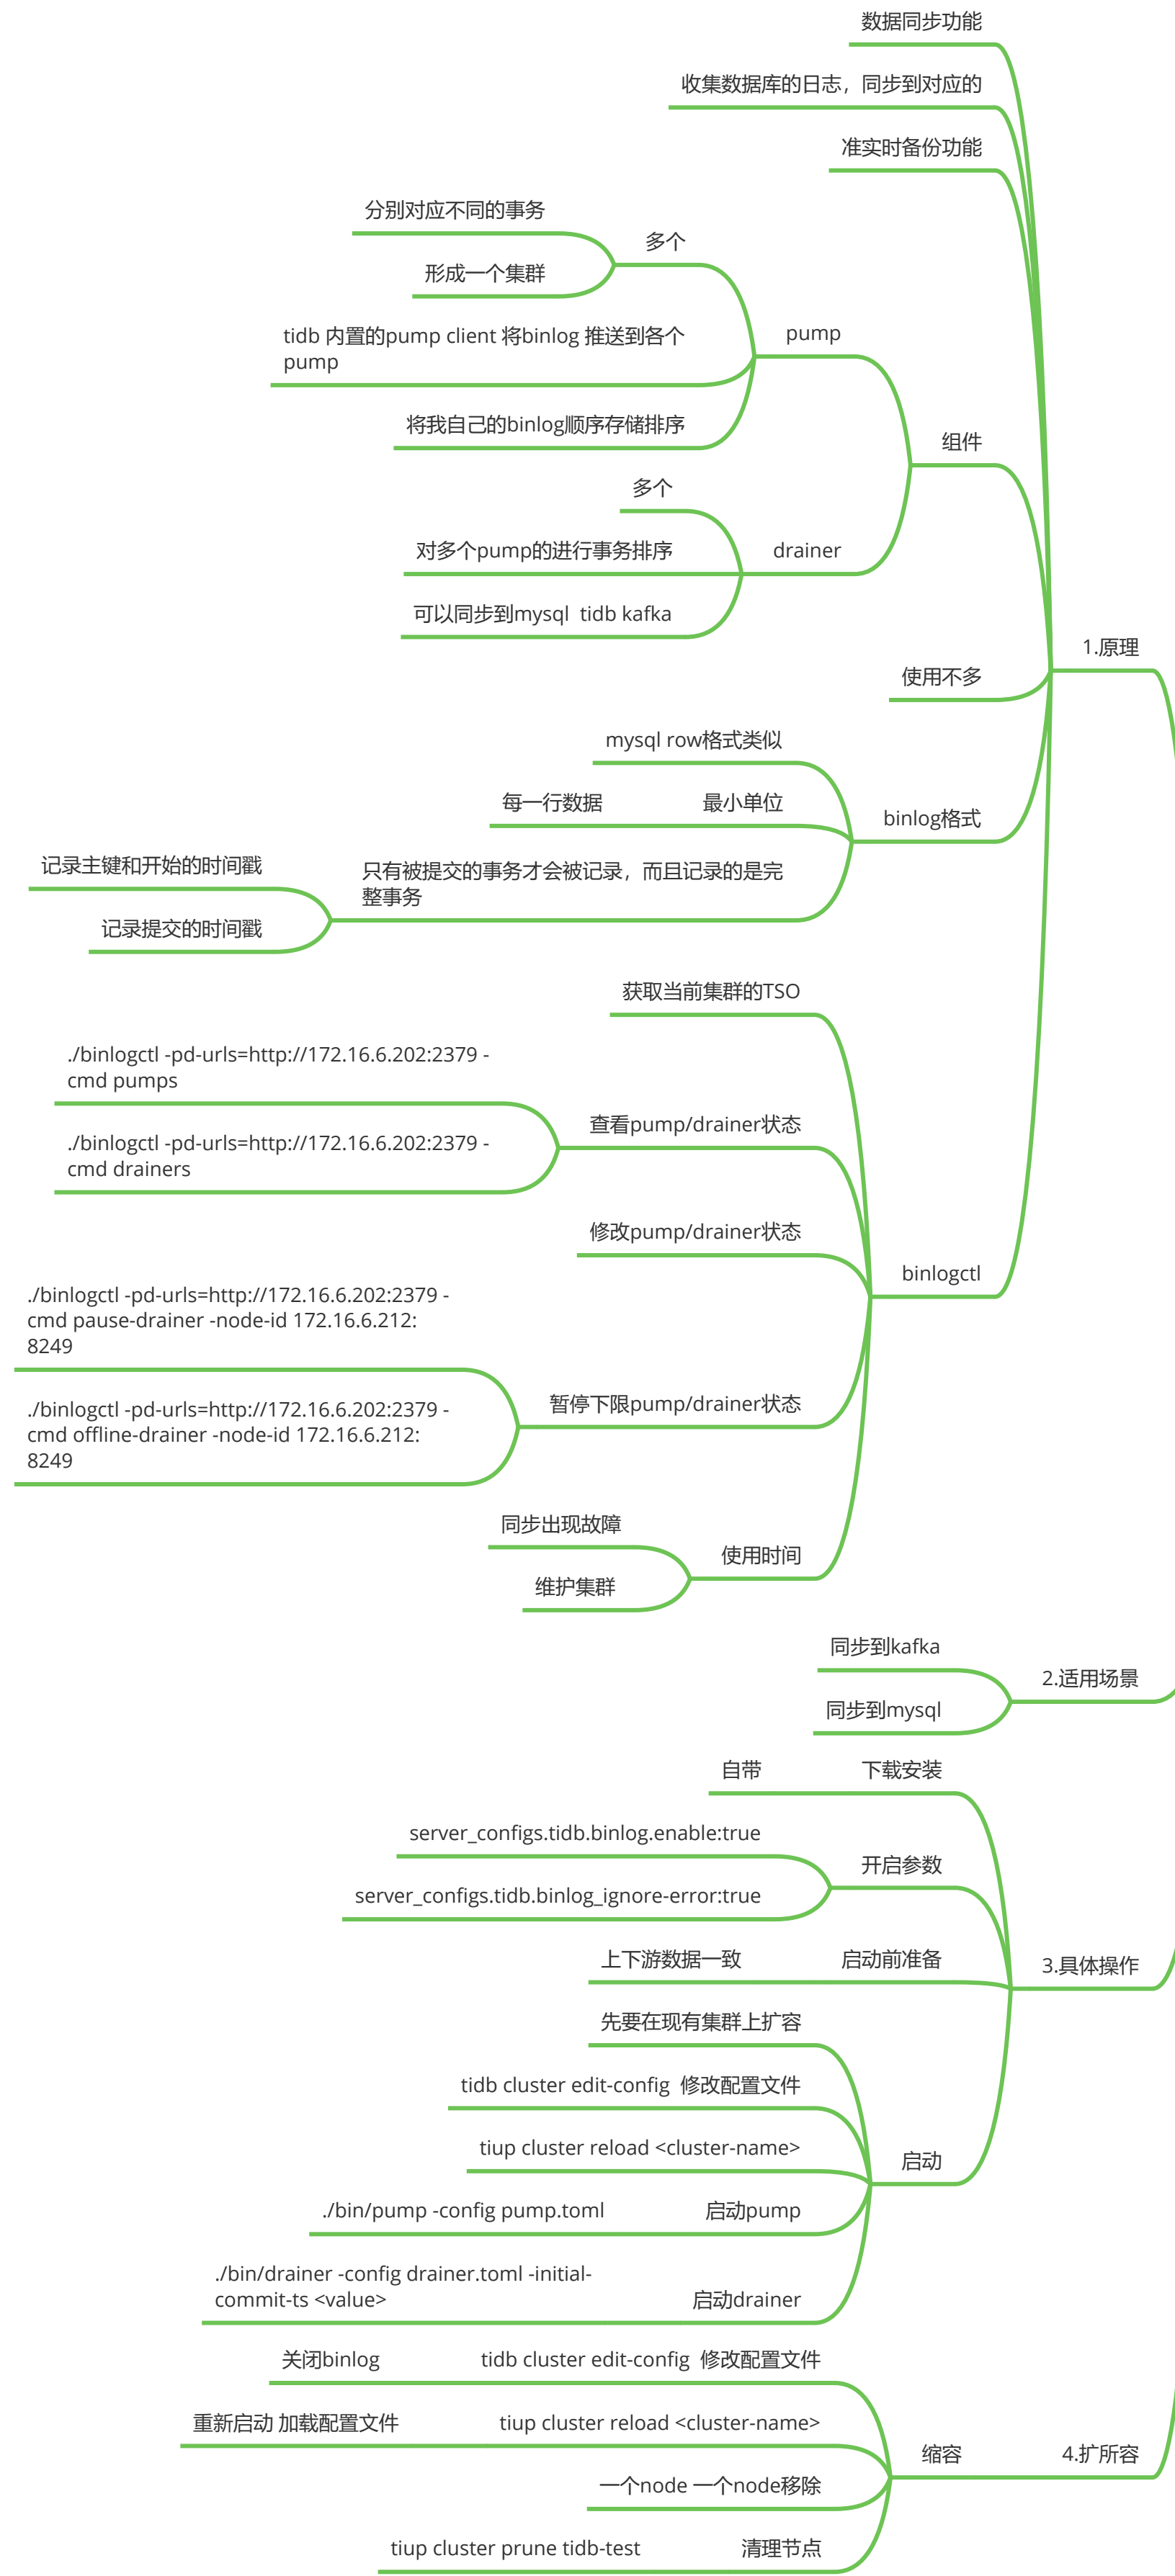 数据同步功能
收集数据库的日志，同步到对应的
准实时备份功能
分别对应不同的事务
多个
形成一个集群
tidb 内置的pump client 将binlog 推送到各个
pump
pump
将我自己的binlog顺序存储排序
组件
多个
对多个pump的进行事务排序
drainer
可以同步到mysql  tidb kafka
1.原理
使用不多
mysql row格式类似
每一行数据
最小单位
binlog格式
只有被提交的事务才会被记录，而且记录的是完
整事务
记录主键和开始的时间戳
记录提交的时间戳
获取当前集群的TSO
./binlogctl -pd-urls=http://172.16.6.202:2379 -
cmd pumps
查看pump/drainer状态
./binlogctl -pd-urls=http://172.16.6.202:2379 -
cmd drainers
修改pump/drainer状态
binlogctl
./binlogctl -pd-urls=http://172.16.6.202:2379 -
cmd pause-drainer -node-id 172.16.6.212:
8249
暂停下限pump/drainer状态
./binlogctl -pd-urls=http://172.16.6.202:2379 -
cmd offline-drainer -node-id 172.16.6.212:
8249
同步出现故障
使用时间
维护集群
同步到kafka
2.适用场景
同步到mysql
自带
下载安装
server_configs.tidb.binlog.enable:true
开启参数
server_configs.tidb.binlog_ignore-error:true
上下游数据一致
启动前准备
3.具体操作
先要在现有集群上扩容
tidb cluster edit-config  修改配置文件
tiup cluster reload <cluster-name>
启动
./bin/pump -config pump.toml
启动pump
./bin/drainer -config drainer.toml -initial-
commit-ts <value>
启动drainer
关闭binlog
tidb cluster edit-config  修改配置文件
重新启动 加载配置文件
tiup cluster reload <cluster-name>
缩容
4.扩所容
一个node 一个node移除
tiup cluster prune tidb-test
清理节点